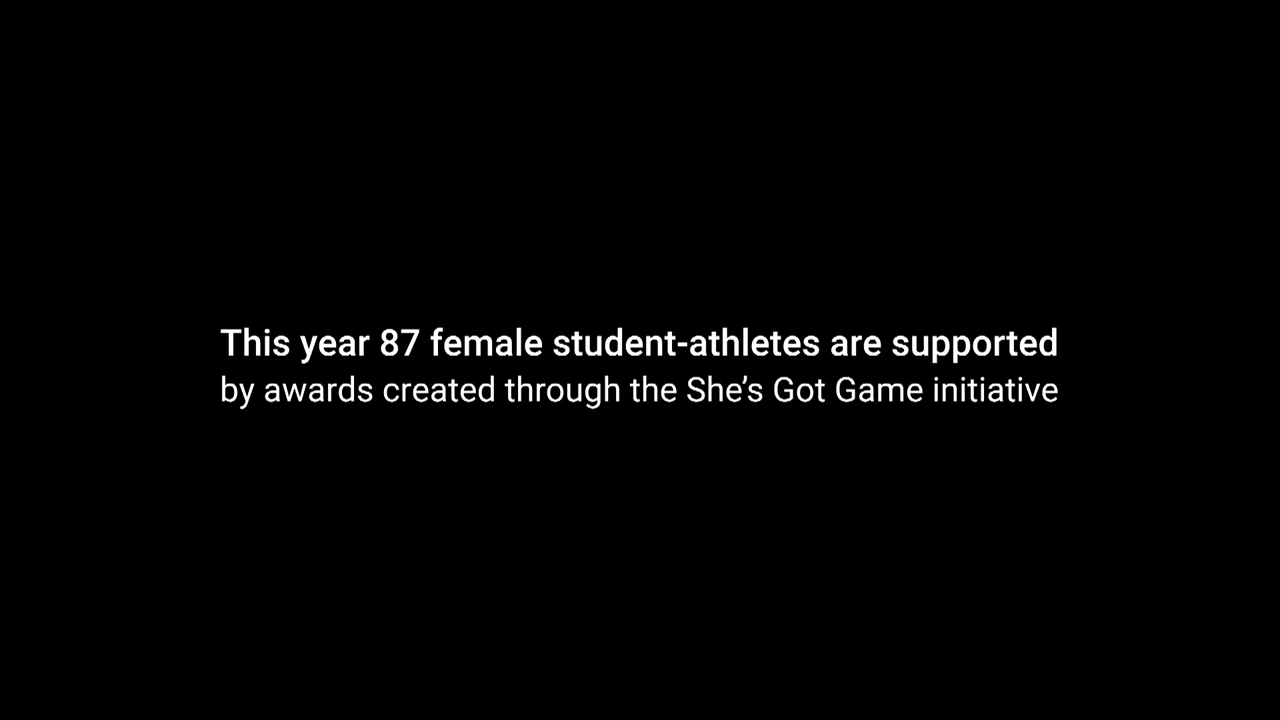 This year 87 female student-athletes are supported
by awards created through the She’s Got Game initiative